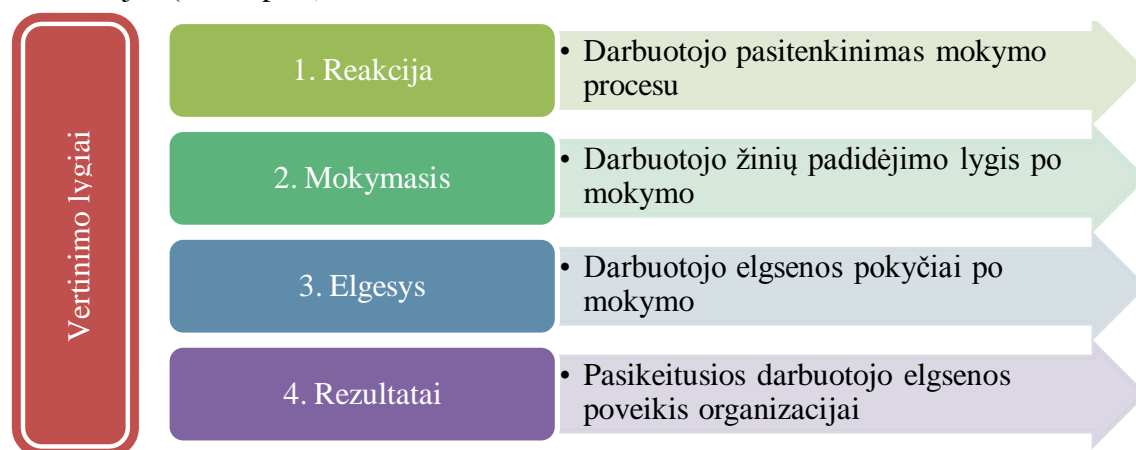 Vertinimo lygiai
1. Reakcija
• Darbuotojo pasitenkinimas mokymo
procesu
2. Mokymasis
• Darbuotojo žinių padidėjimo lygis po
mokymo
3. Elgesys
• Darbuotojo elgsenos pokyčiai po
mokymo
4. Rezultatai
• Pasikeitusios darbuotojo elgsenos
poveikis organizacijai